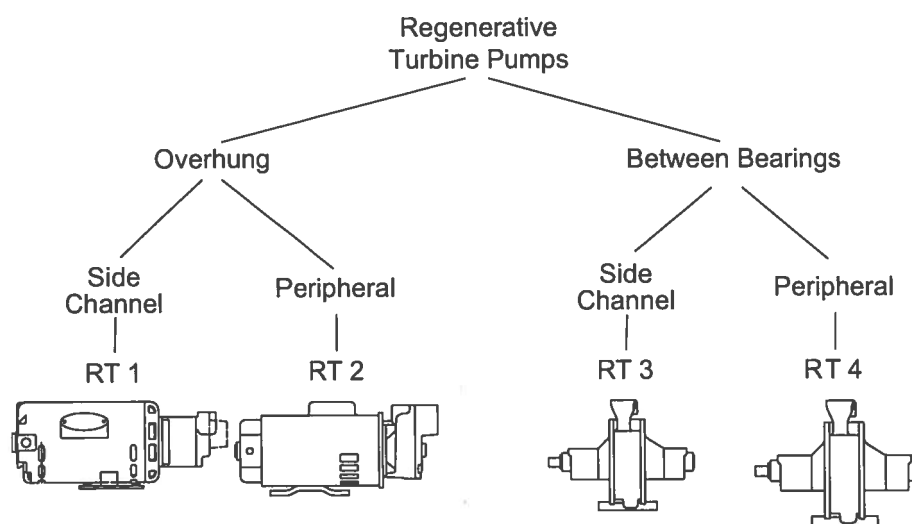 Regenerative
Turbine Pumps
Overhung
Between Bearings
Side
Channel
Peripheral
Side
Channel
Peripheral
RT 1
RT 2
RT 3
RT 4